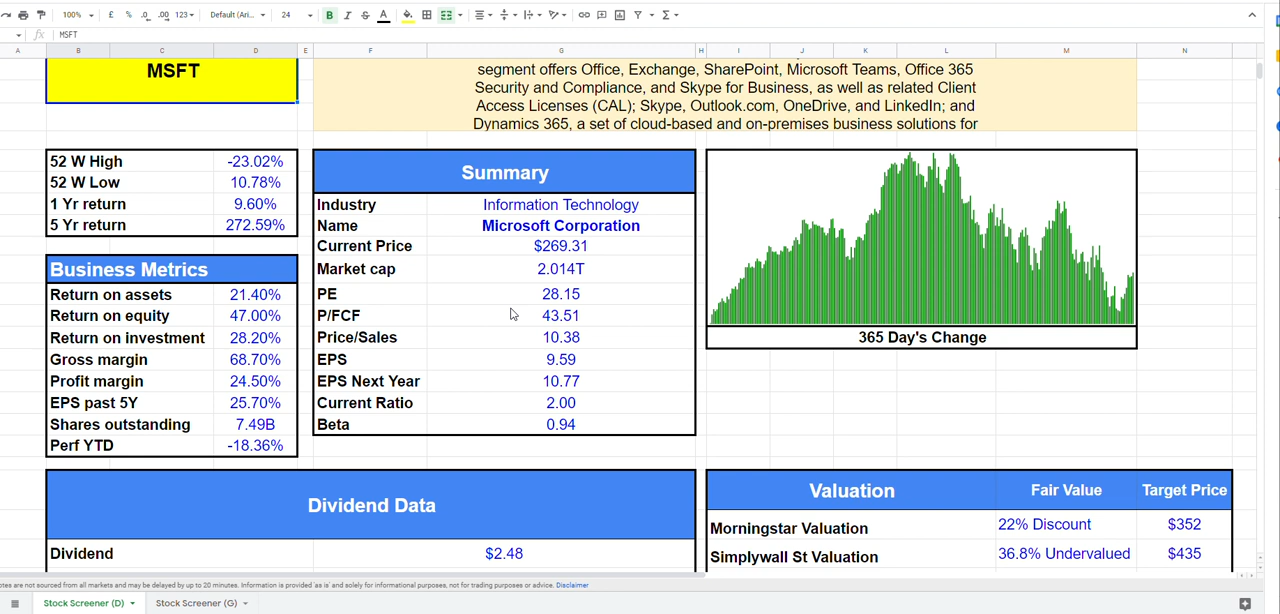 100%
£
%
.0
.00
123
Default (Ari...
24
B
I
S
A
fx
MSFT
A B C D E F G H I J K L M N
MSFT
segment offers Office, Exchange, SharePoint, Microsoft Teams, Office 365
Security and Compliance, and Skype for Business, as well as related Client
Access Licenses (CAL); Skype, Outlook.com, OneDrive, and LinkedIn; and
Dynamics 365, a set of cloud-based and on-premises business solutions for
52 W High -23.02%
52 W Low 10.78%
1 Yr return 9.60%
5 Yr return 272.59%
Business Metrics
Return on assets 21.40%
Return on equity 47.00%
Return on investment 28.20%
Gross margin 68.70%
Profit margin 24.50%
EPS past 5Y 25.70%
Shares outstanding 7.49B
Perf YTD -18.36%
Summary
Industry Information Technology
Name Microsoft Corporation
Current Price $269.31
Market cap 2.014T
PE 28.15
P/FCF 43.51
Price/Sales 10.38
EPS 9.59
EPS Next Year 10.77
Current Ratio 2.00
Beta 0.94
365 Day's Change
Dividend Data
Dividend $2.48
Valuation Fair Value Target Price
Morningstar Valuation 22% Discount $352
Simplywall St Valuation 36.8% Undervalued $435
otes are not sourced from all markets and may be delayed by up to 20 minutes. Information is provided 'as is' and solely for informational purposes, not for trading purposes or advice. Disclaimer
Stock Screener (D) Stock Screener (G)